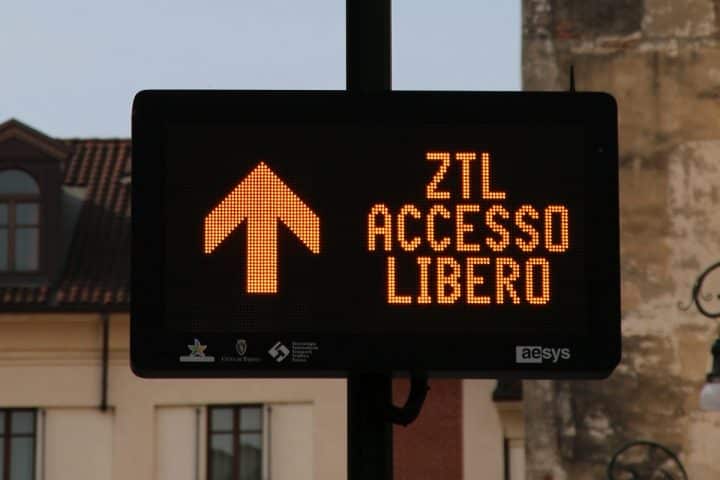 ZTL
ACCESSO
LIBERO
aesys